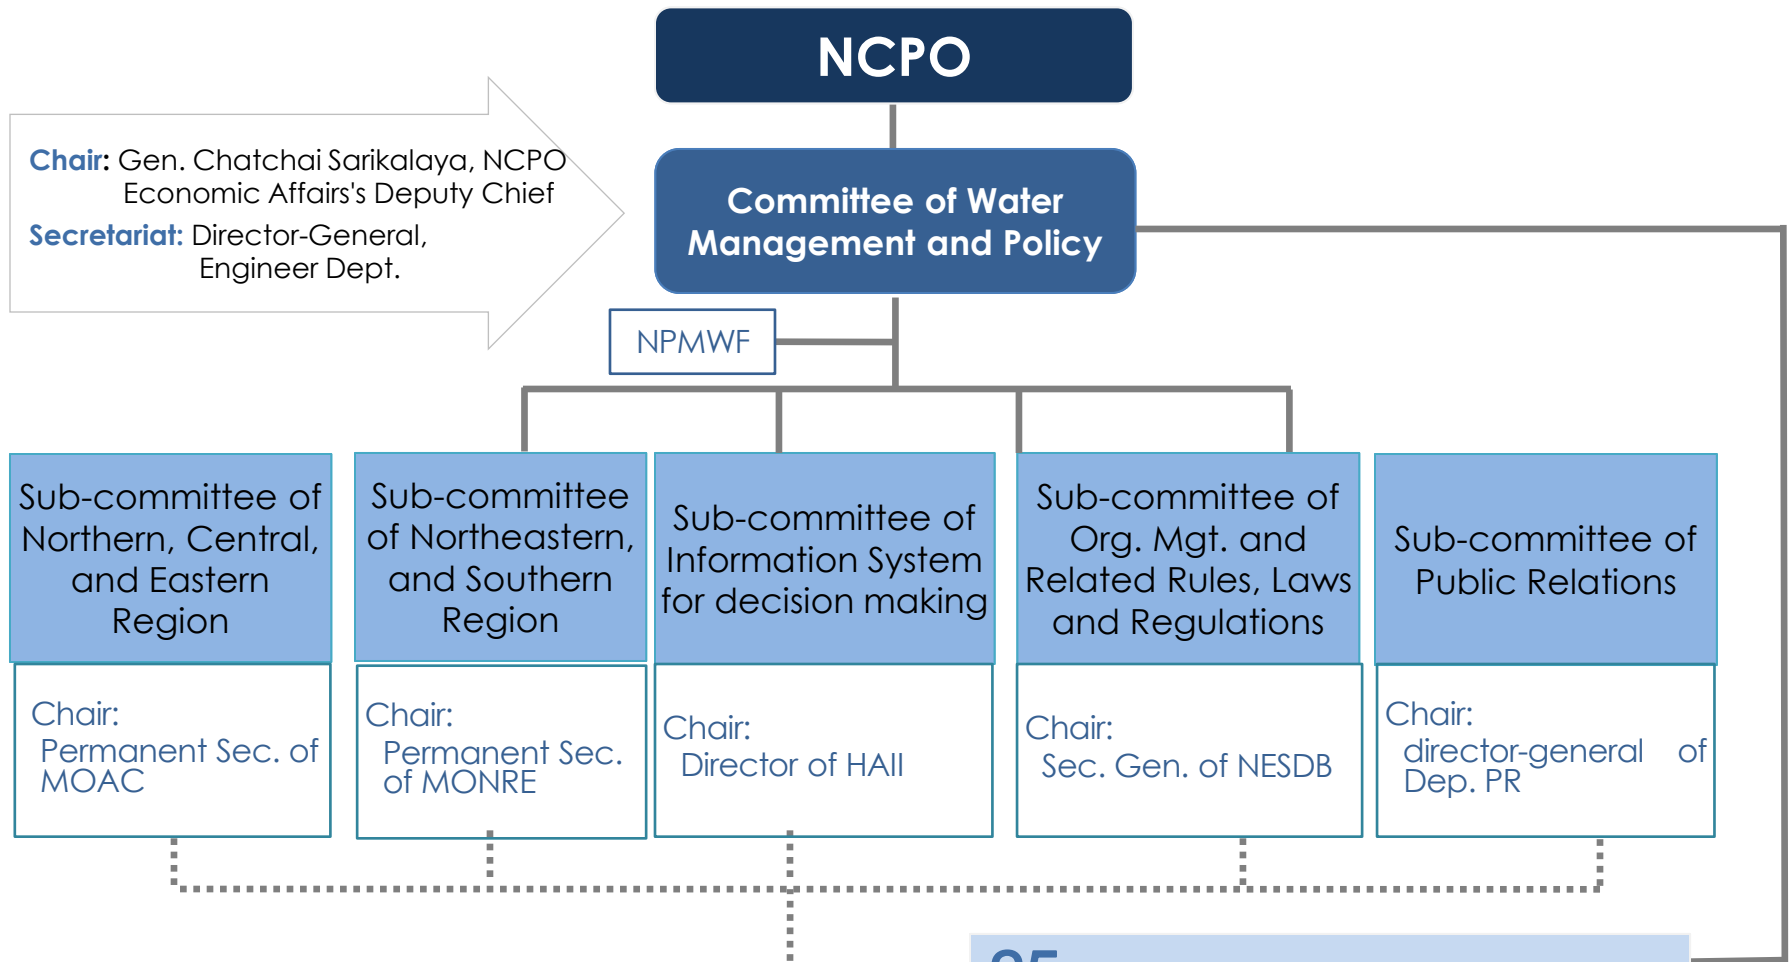 NCPO
Chair: Gen. Chatchai Sarikalaya, NCPO
Economic Affairs's Deputy Chief
Secretariat: Director-General,
Engineer Dept.
Committee of Water
Management and Policy
NPMWF
Sub-committee of
Northern, Central,
and Eastern
Region
Sub-committee
of Northeastern,
and Southern
Region
Sub-committee of
Information System
for decision making
Sub-committee of
Org. Mgt. and
Related Rules, Laws
and Regulations
Sub-committee of
Public Relations
Chair:
Permanent Sec. of
MOAC
Chair:
Permanent Sec.
of MONRE
Chair:
Director of HAII
Chair:
Sec. Gen. of NESDB
Chair:
director-general of
Dep. PR